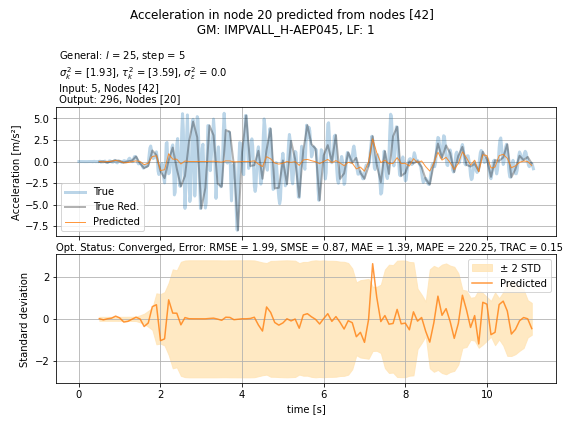 Acceleration in node 20 predicted from nodes [42]
GM: IMPVALL_H-AEP045, LF: 1
General: l = 25, step = 5
σ²ₖ = [1.93], τ²ₖ = [3.59], σ²ₑ = 0.0
Input: 5, Nodes [42]
Output: 296, Nodes [20]
Acceleration [m/s²]
5.0
2.5
0.0
−2.5
−5.0
−7.5
True
True Red.
Predicted
Opt. Status: Converged, Error: RMSE = 1.99, SMSE = 0.87, MAE = 1.39, MAPE = 220.25, TRAC = 0.15
Standard deviation
2
0
−2
± 2 STD
Predicted
0 2 4 6 8 10
time [s]